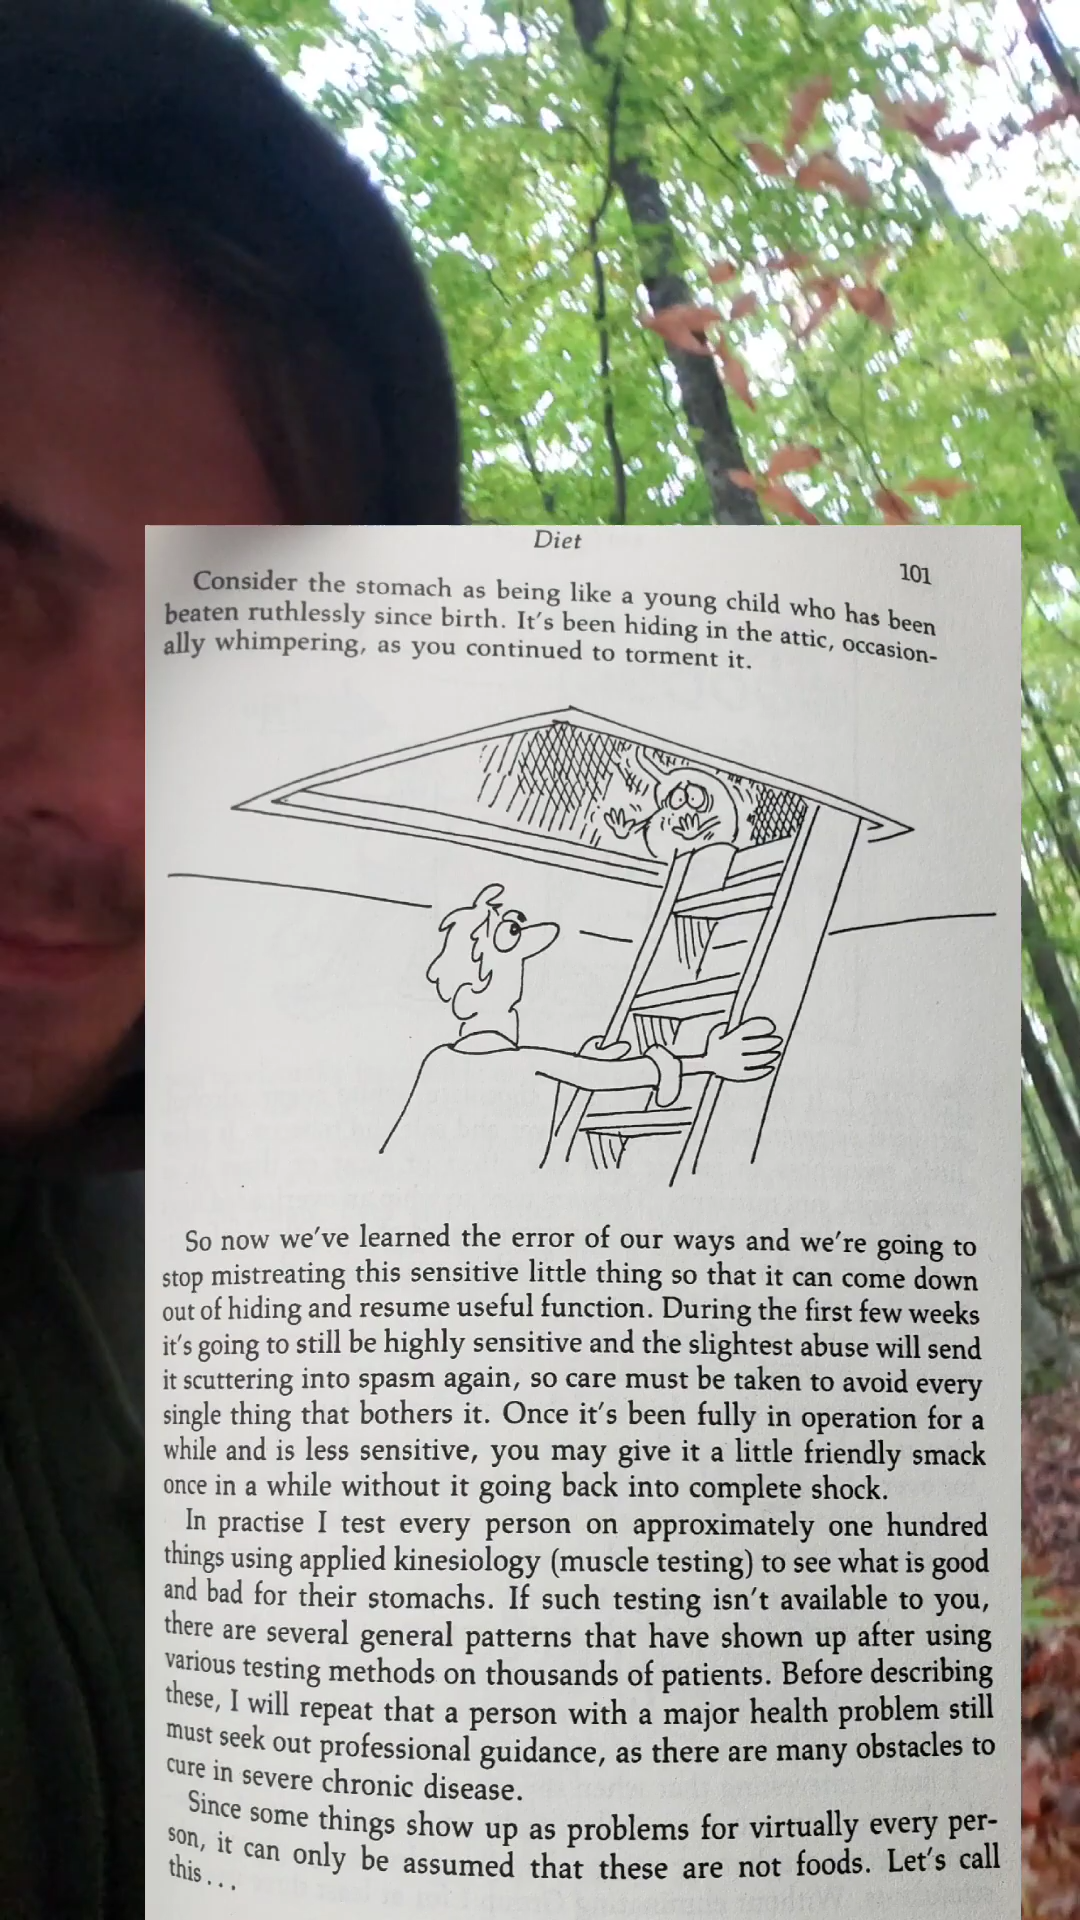 Diet
101
Consider the stomach as being like a young child who has been
beaten ruthlessly since birth. It's been hiding in the attic, occasion-
ally whimpering, as you continued to torment it.
So now we've learned the error of our ways and we're going to
stop mistreating this sensitive little thing so that it can come down
out of hiding and resume useful function. During the first few weeks
it's going to still be highly sensitive and the slightest abuse will send
it scuttering into spasm again, so care must be taken to avoid every
single thing that bothers it. Once it's been fully in operation for a
while and is less sensitive, you may give it a little friendly smack
once in a while without it going back into complete shock.
In practise I test every person on approximately one hundred
things using applied kinesiology (muscle testing) to see what is good
and bad for their stomachs. If such testing isn't available to you,
there are several general patterns that have shown up after using
various testing methods on thousands of patients. Before describing
these, I will repeat that a person with a major health problem still
must seek out professional guidance, as there are many obstacles to
cure in severe chronic disease.
Since some things show up as problems for virtually every per-
son, it can only be assumed that these are not foods. Let's call
this . . .